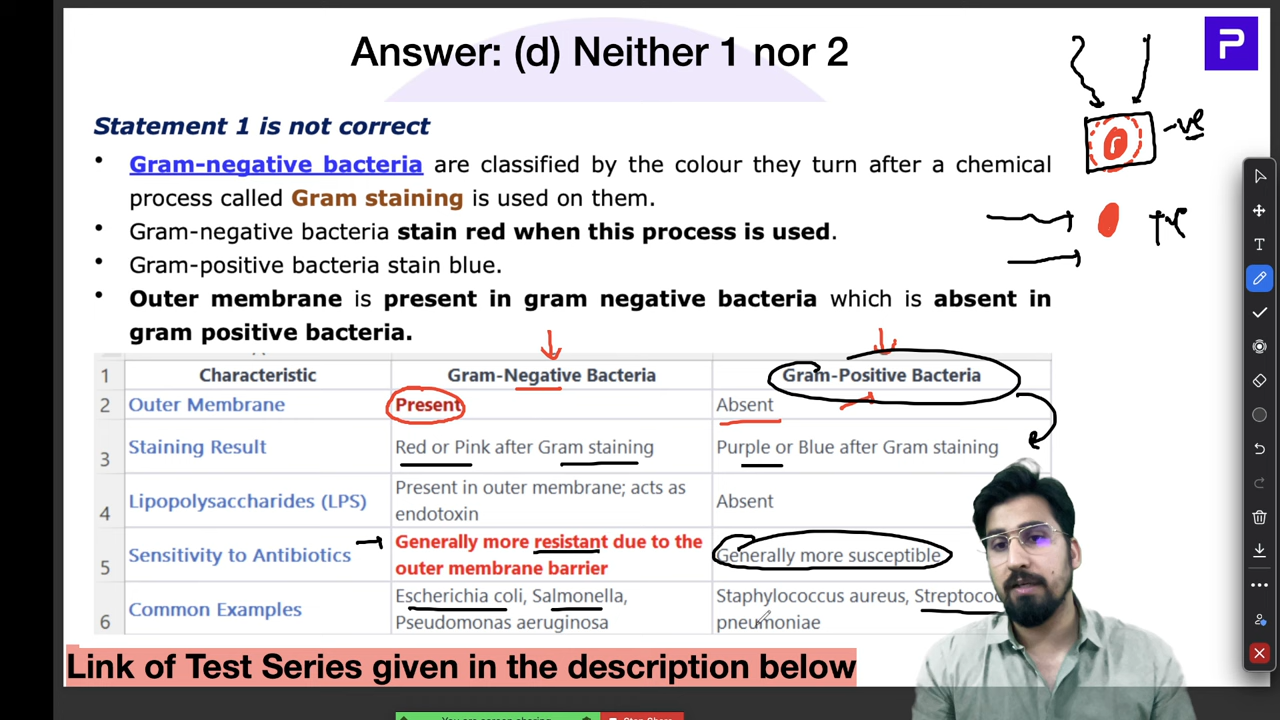 Answer: (d) Neither 1 nor 2
P
Statement 1 is not correct
• Gram-negative bacteria are classified by the colour they turn after a chemical
process called Gram staining is used on them.
• Gram-negative bacteria stain red when this process is used.
• Gram-positive bacteria stain blue.
• Outer membrane is present in gram negative bacteria which is absent in
gram positive bacteria.
-ve
+ve
1 Characteristic Gram-Negative Bacteria Gram-Positive Bacteria
2 Outer Membrane Present Absent
3 Staining Result Red or Pink after Gram staining Purple or Blue after Gram staining
4 Lipopolysaccharides (LPS) Present in outer membrane; acts as
endotoxin
Absent
5 Sensitivity to Antibiotics Generally more resistant due to the
outer membrane barrier
Generally more susceptible
6 Common Examples Escherichia coli, Salmonella,
Pseudomonas aeruginosa
Staphylococcus aureus,
pneumoniae
Link of Test Series given in the description below